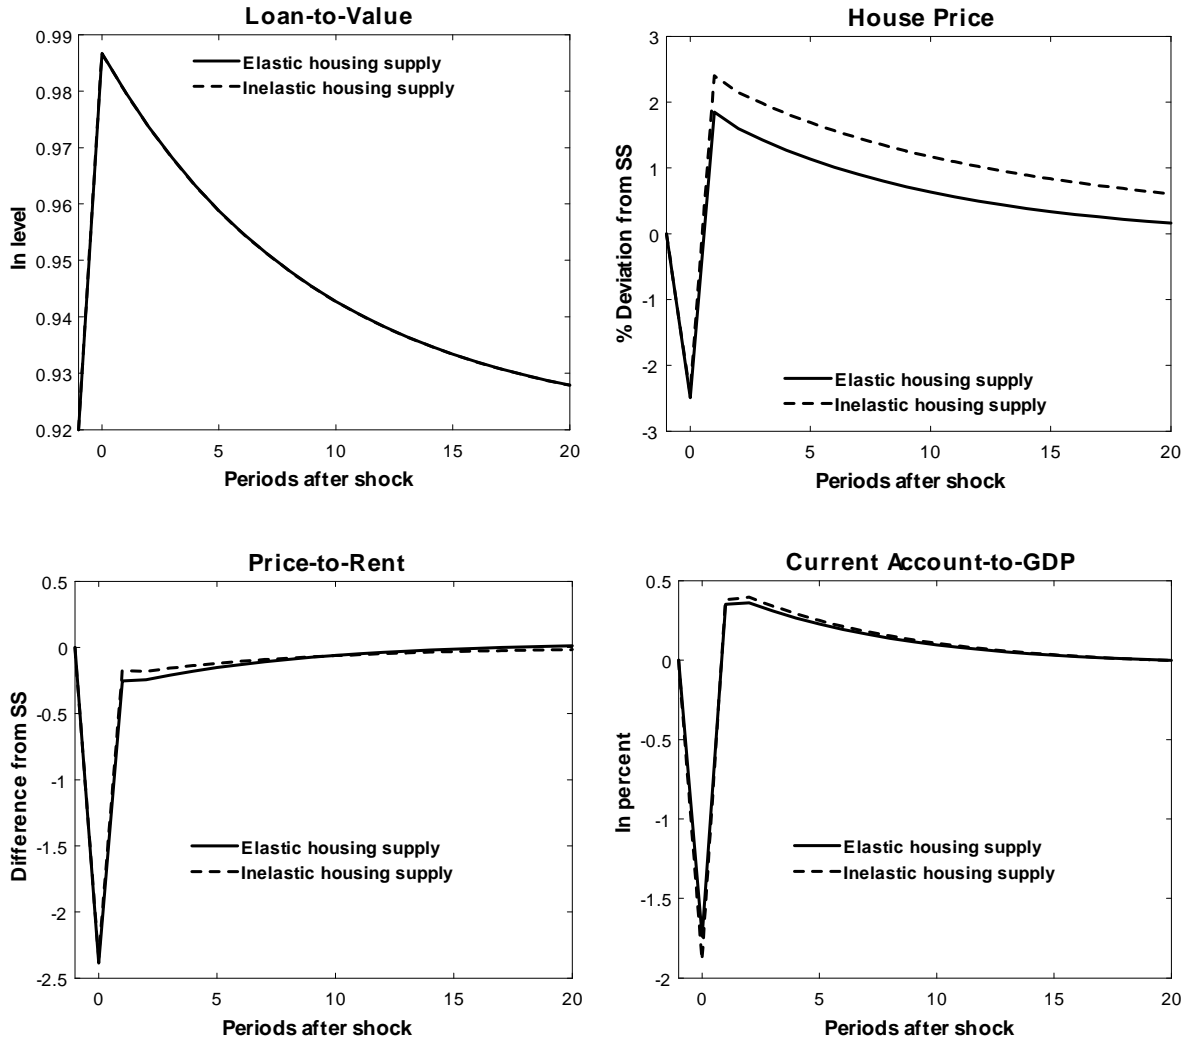 Loan-to-Value
0.99
0.98
0.97
0.96
0.95
0.94
0.93
0.92
In level
Elastic housing supply
Inelastic housing supply
0 5 10 15 20
Periods after shock
House Price
3
2
1
0
-1
-2
-3
% Deviation from SS
Elastic housing supply
Inelastic housing supply
0 5 10 15 20
Periods after shock
Price-to-Rent
0.5
0
-0.5
-1
-1.5
-2
-2.5
Difference from SS
Elastic housing supply
Inelastic housing supply
0 5 10 15 20
Periods after shock
Current Account-to-GDP
0.5
0
-0.5
-1
-1.5
-2
In percent
Elastic housing supply
Inelastic housing supply
0 5 10 15 20
Periods after shock